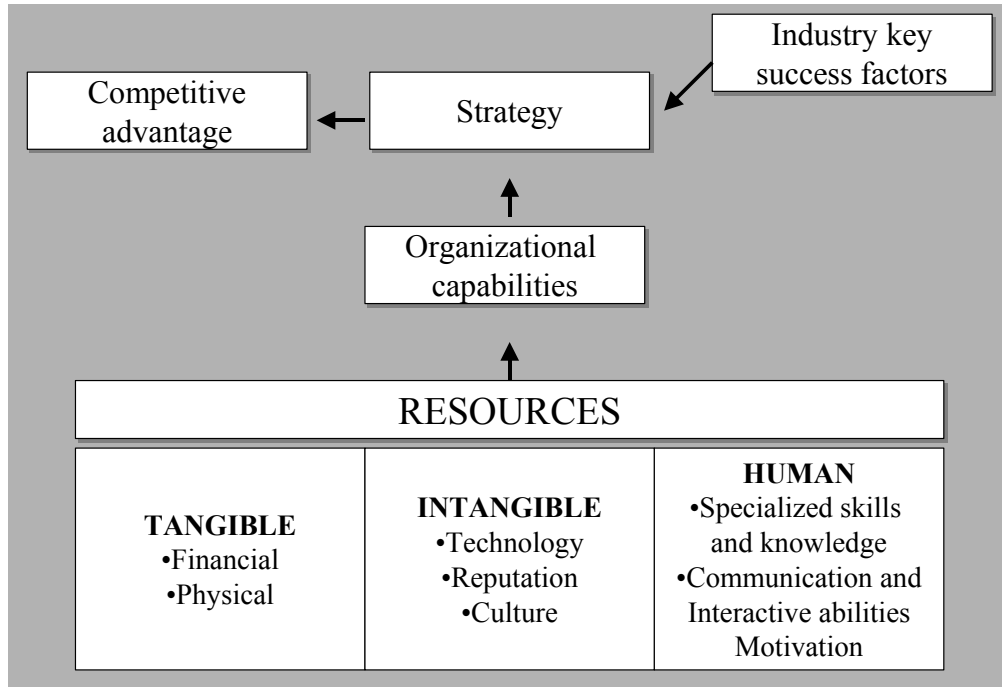 Industry key
success factors
Competitive
advantage
Strategy
Organizational
capabilities
RESOURCES
TANGIBLE
•Financial
•Physical
INTANGIBLE
•Technology
•Reputation
•Culture
HUMAN
•Specialized skills
and knowledge
•Communication and
Interactive abilities
Motivation